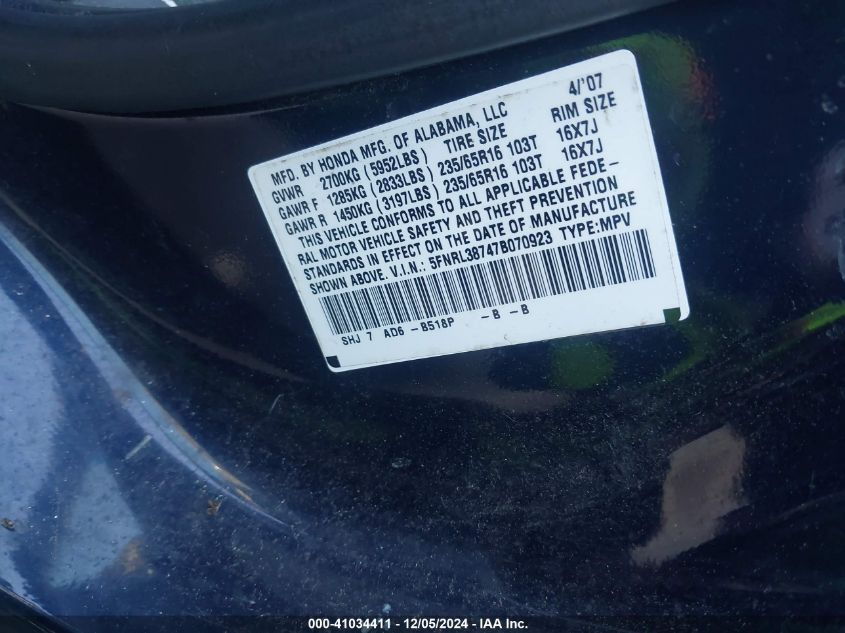 4/'07
MFD. BY HONDA MFG. OF ALABAMA, LLC
GVWR 2700KG (5952LBS) TIRE SIZE RIM SIZE
GAWR F 1285KG (2833LBS) 235/65R16 103T 16X7J
GAWR R 1450KG (3197LBS) 235/65R16 103T 16X7J
THIS VEHICLE CONFORMS TO ALL APPLICABLE FEDE-
RAL MOTOR VEHICLE SAFETY AND THEFT PREVENTION
STANDARDS IN EFFECT ON THE DATE OF MANUFACTURE
SHOWN ABOVE. V.I.N.: 5FNRL38747B070923 TYPE:MPV
SHJ 7 AD6 -B518P -B -B
000-41034411 - 12/05/2024 - IAA Inc.